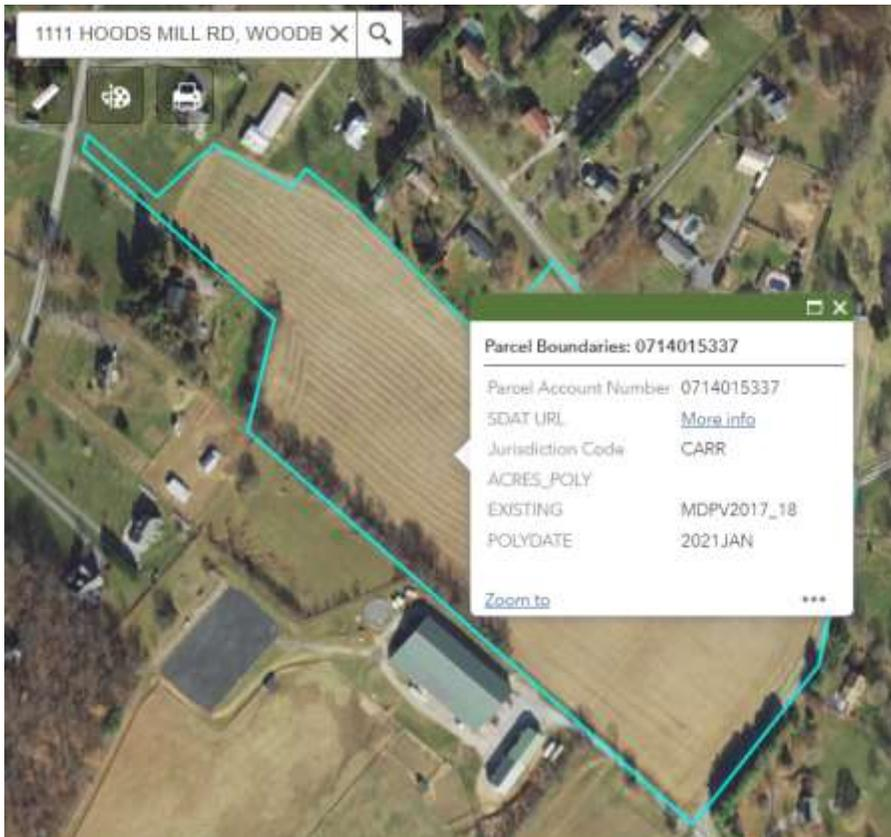 1111 HOODS MILL RD, WOODB
Parcel Boundaries: 0714015337
Parcel Account Number 0714015337
SDAT URL More info
Jurisdiction Code CARR
ACRES_POLY
EXISTING MDPV2017_18
POLYDATE 2021JAN
Zoom to